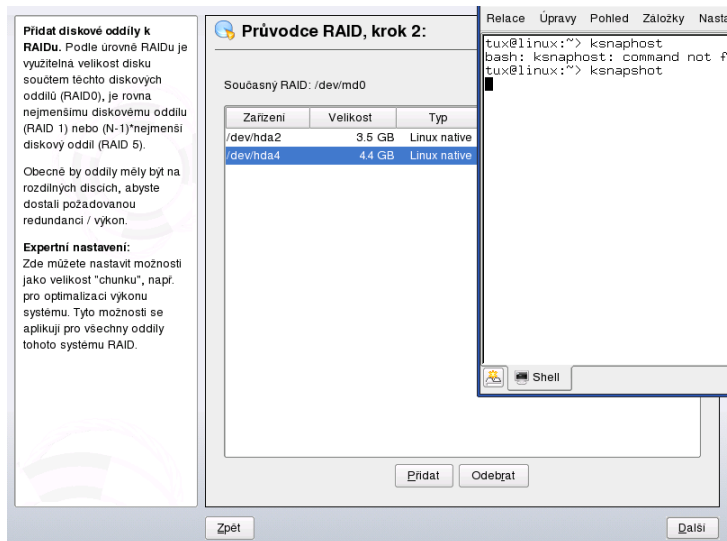 Přidat diskové oddíly k
RAIDu. Podle úrovně RAIDu je
využitelná velikost disku
součtem těchto diskových
oddílů (RAID0), je rovna
nejmenšímu diskovému oddílu
(RAID 1) nebo (N-1)*nejmenší
diskový oddíl (RAID 5).
Obecně by oddíly měly být na
rozdílných discích, abyste
dostali požadovanou
redundanci / výkon.
Expertní nastavení:
Zde můžete nastavit možnosti
jako velikost "chunku", např.
pro optimalizaci výkonu
systému. Tyto možnosti se
aplikují pro všechny oddíly
tohoto systému RAID.
Průvodce RAID, krok 2:
Současný RAID: /dev/md0
Zařízení Velikost Typ
/dev/hda2 3.5 GB Linux native
/dev/hda4 4.4 GB Linux native
Přidat Odebrat
Zpět Další
Relace Úpravy Pohled Záložky Nasta
tux@linux:~> ksnaphost
bash: ksnaphost: command not f
tux@linux:~> ksnapshot
Shell